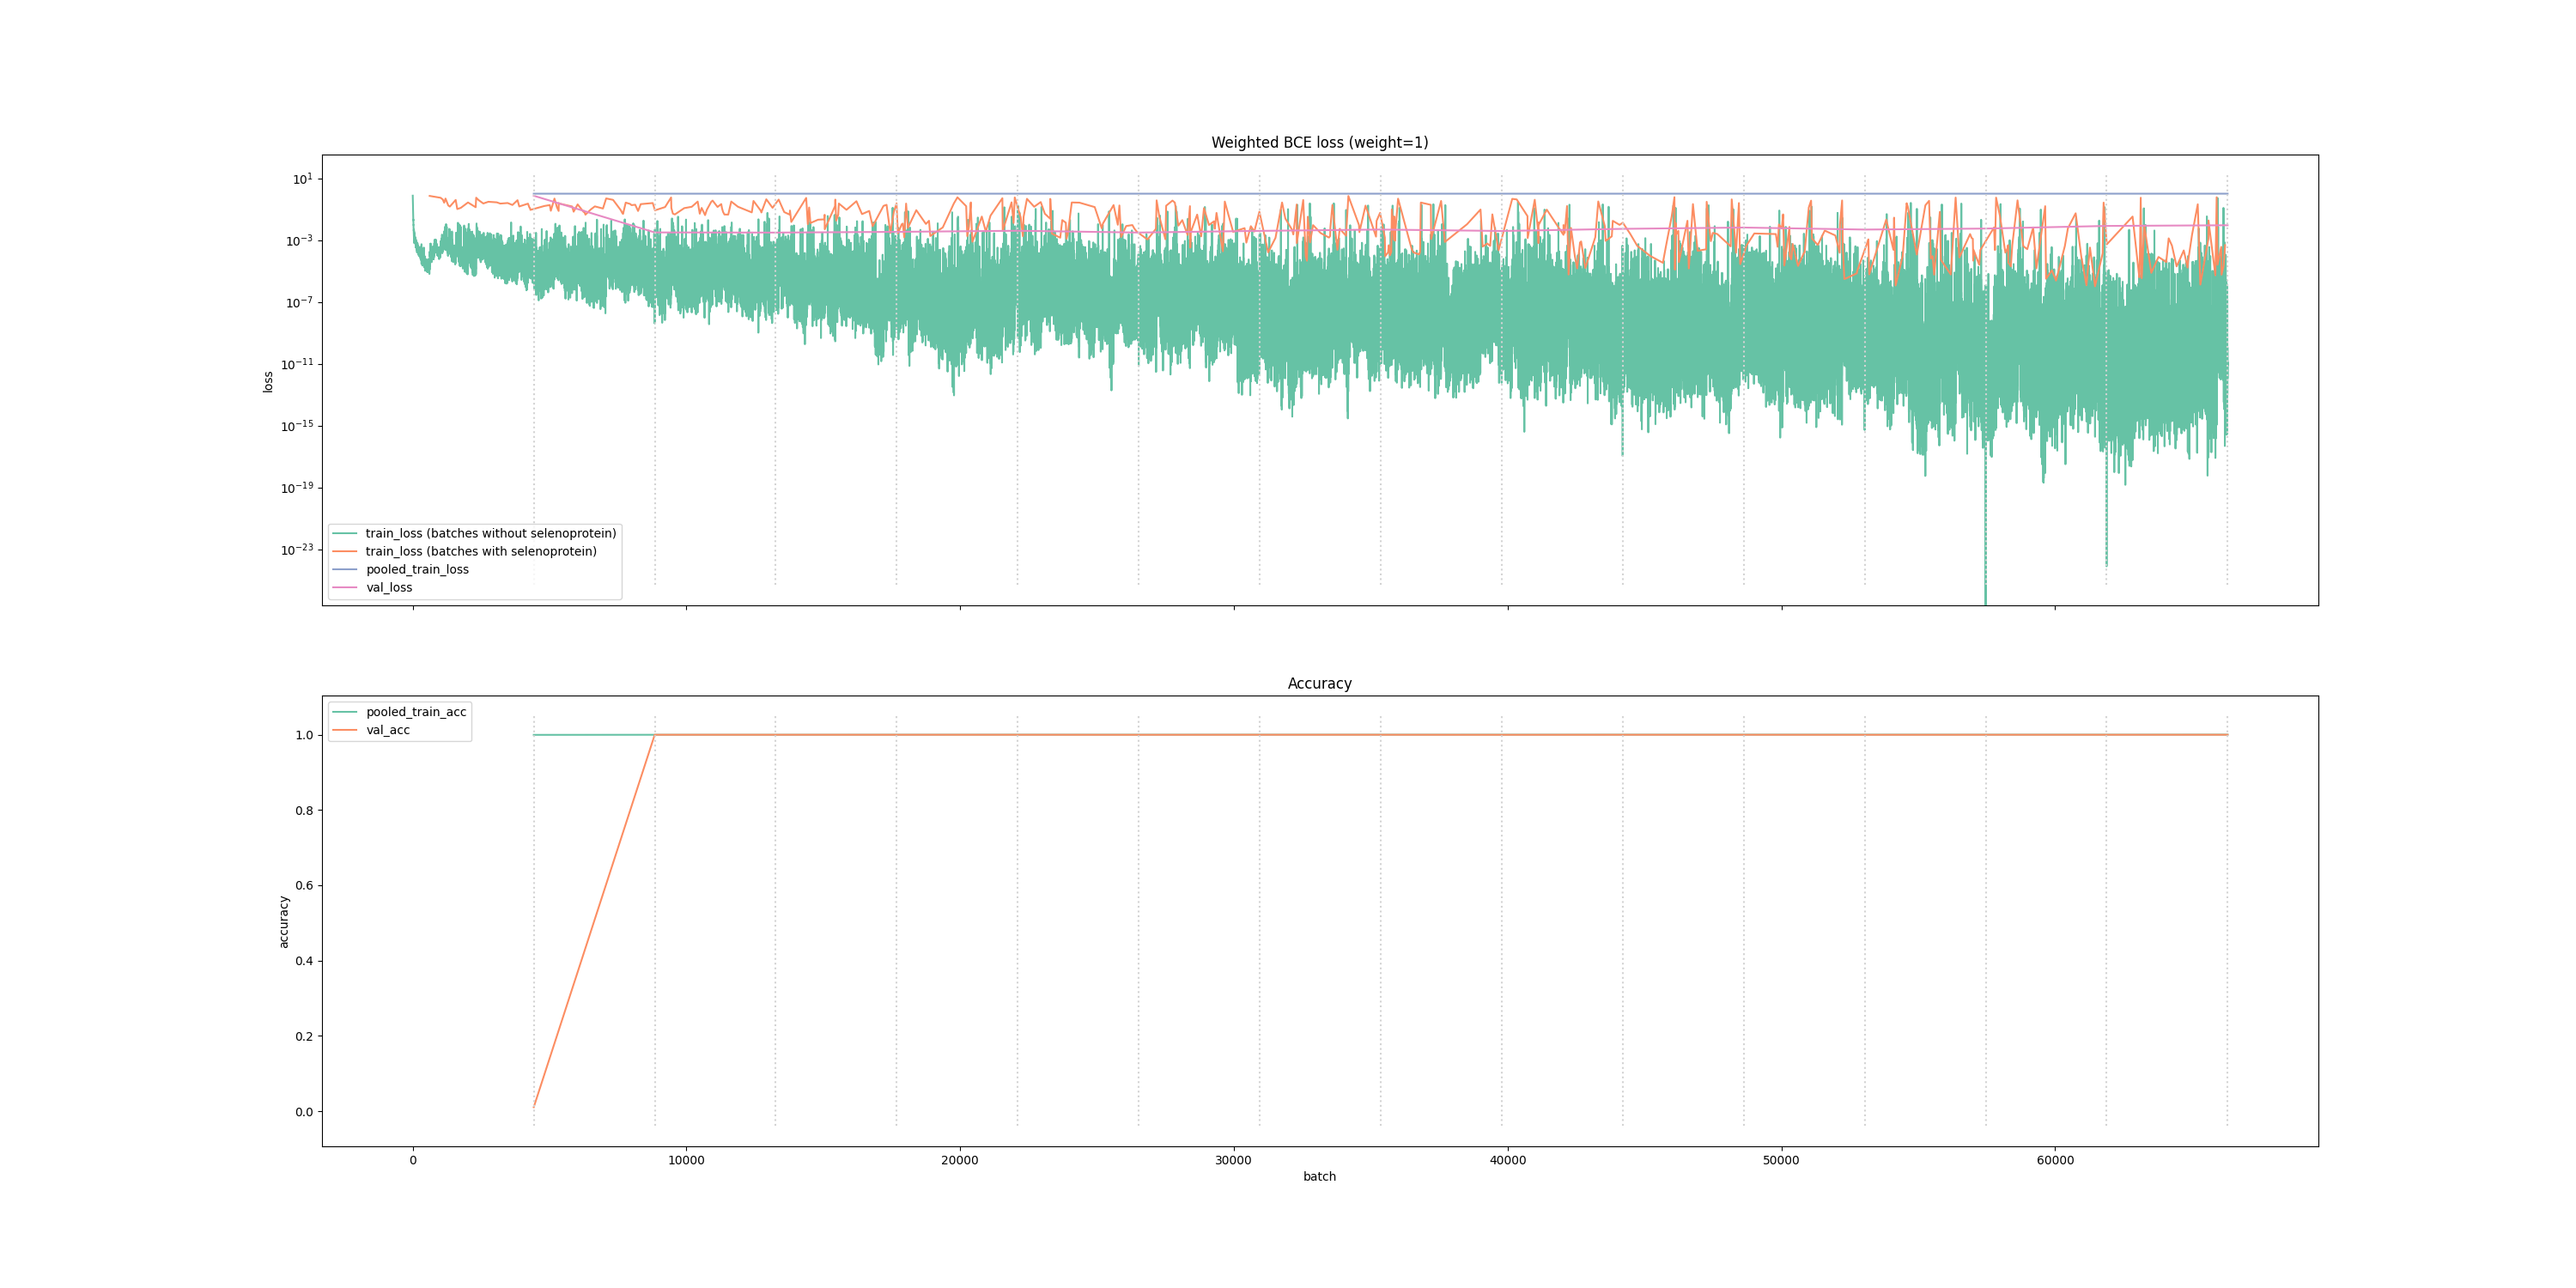 Weighted BCE loss (weight=1)
10^1
10^-3
10^-7
10^-11
10^-15
10^-19
10^-23
loss
train_loss (batches without selenoprotein)
train_loss (batches with selenoprotein)
pooled_train_loss
val_loss
Accuracy
pooled_train_acc
val_acc
1.0
0.8
0.6
0.4
0.2
0.0
accuracy
0 10000 20000 30000 40000 50000 60000
batch